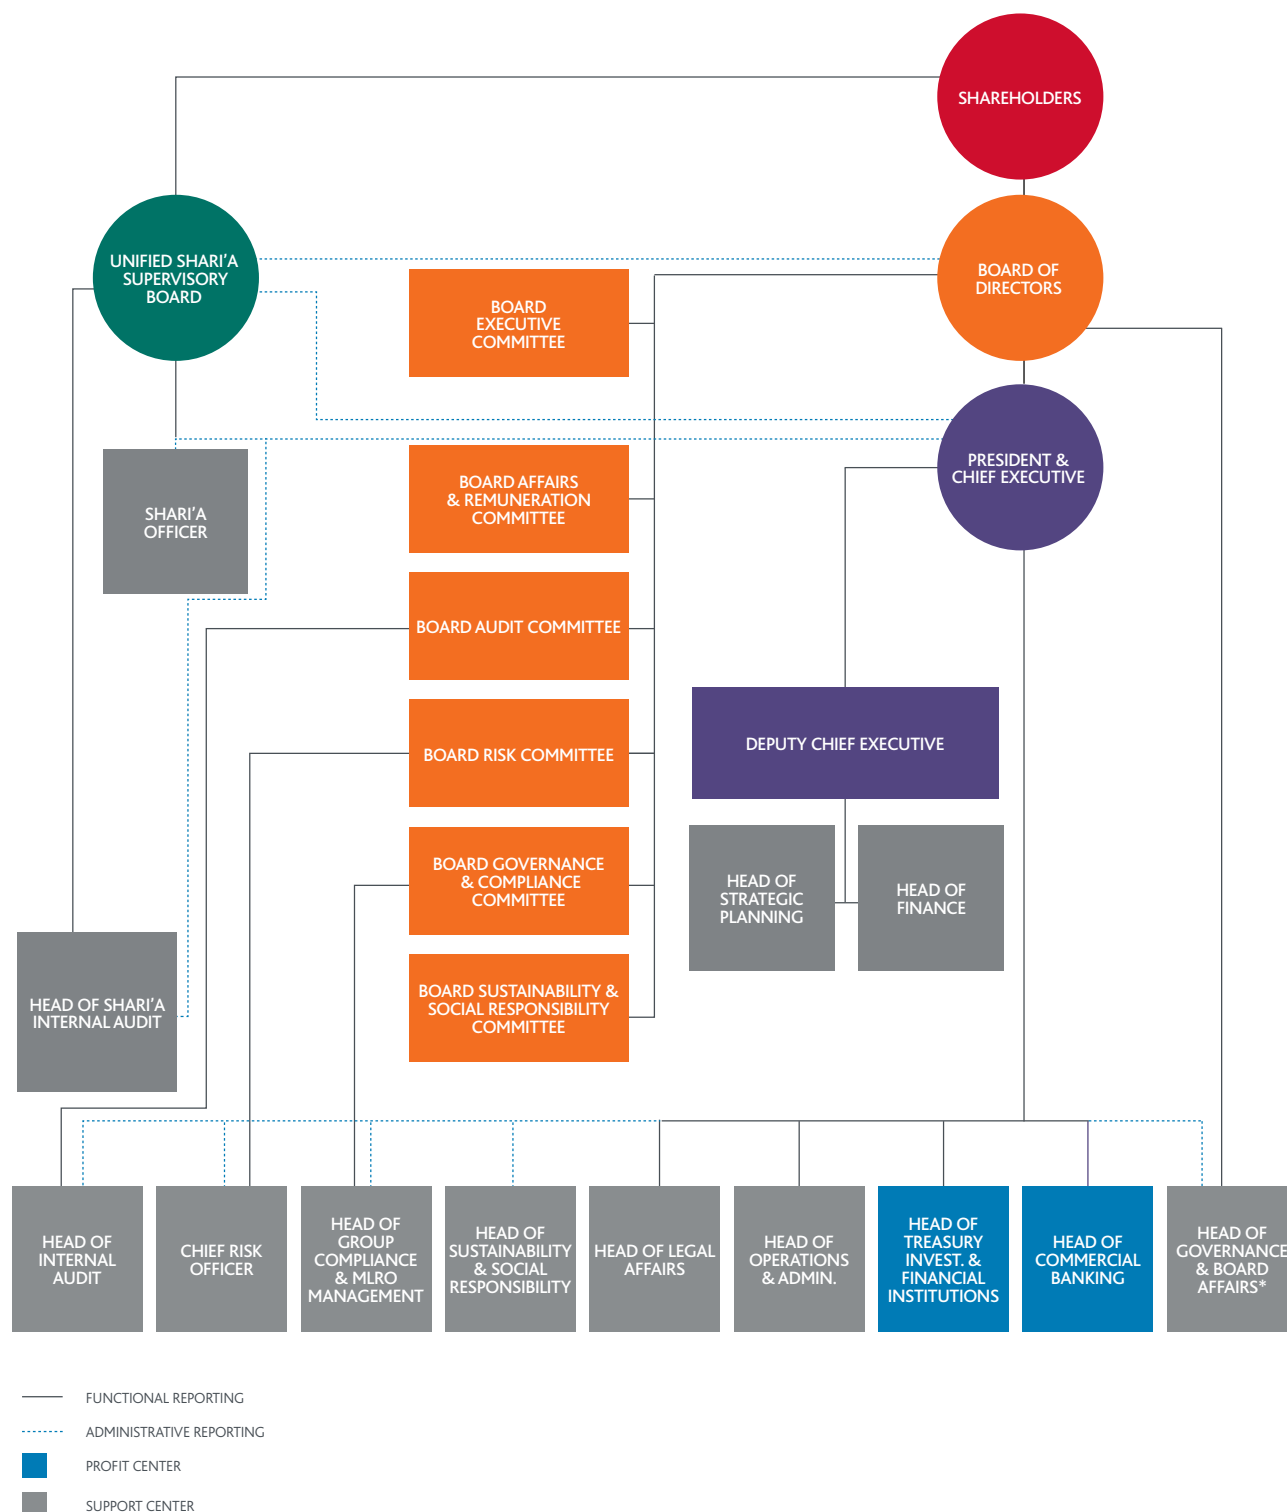 SHAREHOLDERS
UNIFIED SHARI'A
SUPERVISORY
BOARD
BOARD OF
DIRECTORS
BOARD
EXECUTIVE
COMMITTEE
PRESIDENT &
CHIEF EXECUTIVE
SHARI'A
OFFICER
BOARD AFFAIRS
& REMUNERATION
COMMITTEE
BOARD AUDIT COMMITTEE
BOARD RISK COMMITTEE
DEPUTY CHIEF EXECUTIVE
BOARD GOVERNANCE
& COMPLIANCE
COMMITTEE
HEAD OF
STRATEGIC
PLANNING
HEAD OF
FINANCE
HEAD OF SHARI'A
INTERNAL AUDIT
BOARD SUSTAINABILITY &
SOCIAL RESPONSIBILITY
COMMITTEE
HEAD OF
INTERNAL
AUDIT
CHIEF RISK
OFFICER
HEAD OF
GROUP
COMPLIANCE
& MLRO
MANAGEMENT
HEAD OF
SUSTAINABILITY
& SOCIAL
RESPONSIBILITY
HEAD OF LEGAL
AFFAIRS
HEAD OF
OPERATIONS
& ADMIN.
HEAD OF
TREASURY
INVEST. &
FINANCIAL
INSTITUTIONS
HEAD OF
COMMERCIAL
BANKING
HEAD OF
GOVERNANCE
& BOARD
AFFAIRS*
FUNCTIONAL REPORTING
ADMINISTRATIVE REPORTING
PROFIT CENTER
SUPPORT CENTER